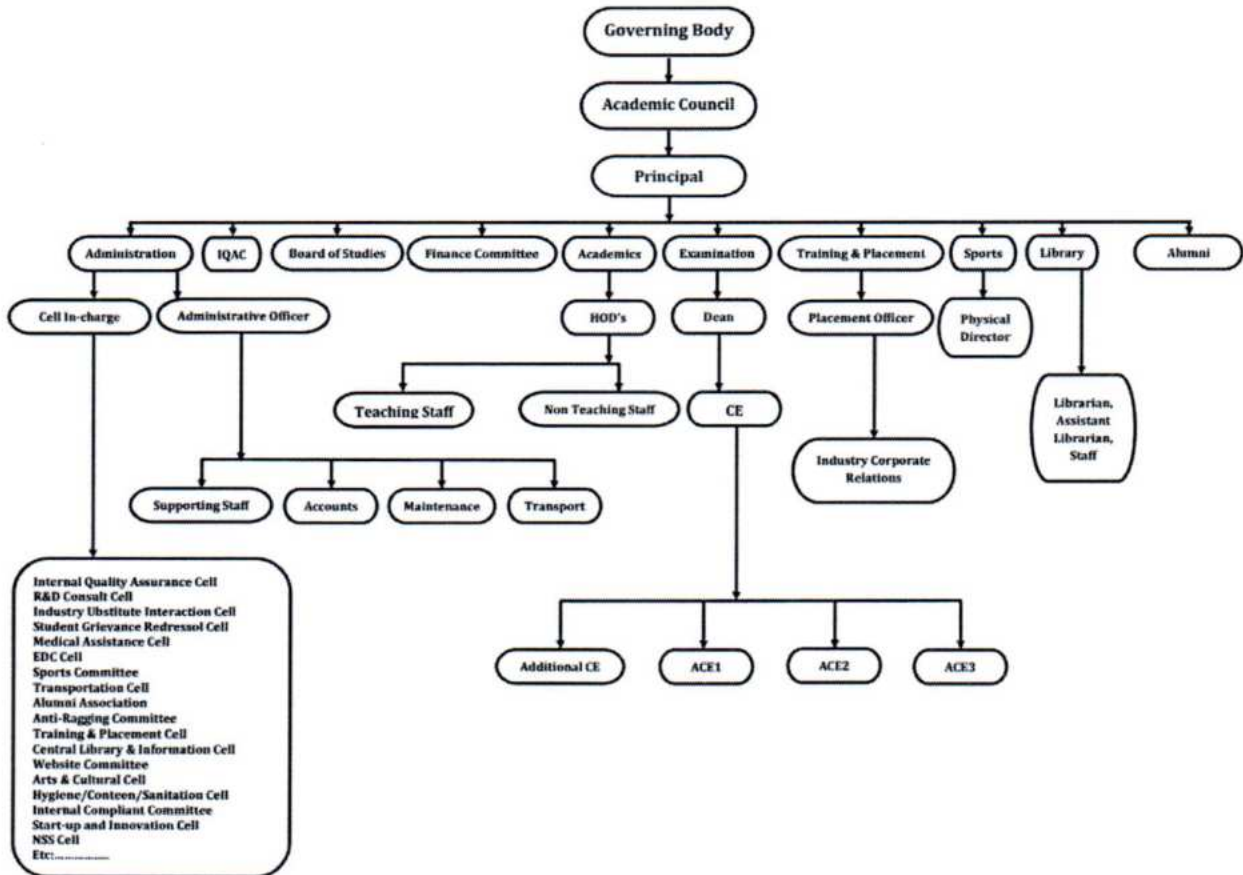 Governing Body
Academic Council
Principal
Administration
IQAC
Board of Studies
Finance Committee
Academics
Examination
Training & Placement
Sports
Library
Alumni
Cell In-charge
Administrative Officer
HOD's
Dean
Placement Officer
Physical
Director
Teaching Staff
Non Teaching Staff
CE
Librarian,
Assistant
Librarian,
Staff
Industry Corporate
Relations
Supporting Staff
Accounts
Maintenance
Transport
Internal Quality Assurance Cell
R&D Consult Cell
Industry Ubstitute Interaction Cell
Student Grievance Redressol Cell
Medical Assistance Cell
EDC Cell
Sports Committee
Transportation Cell
Alumni Association
Anti-Ragging Committee
Training & Placement Cell
Central Library & Information Cell
Website Committee
Arts & Cultural Cell
Hygiene/Conteen/Sanitation Cell
Internal Compliant Committee
Start-up and Innovation Cell
NSS Cell
Etc:..................
Additional CE
ACE1
ACE2
ACE3